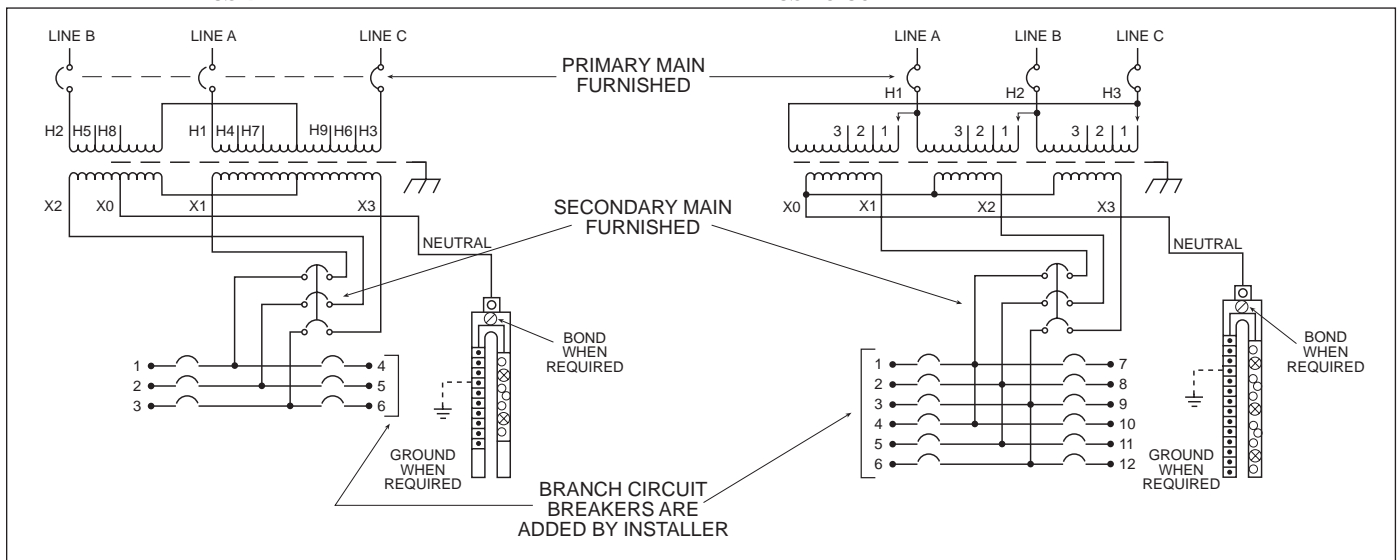 LINE B
LINE A
LINE C
PRIMARY MAIN
FURNISHED
LINE A
LINE B
LINE C
H1
H2
H3
H2
H5
H8
H1
H4
H7
H9
H6
H3
3
2
1
3
2
1
3
2
1
X2
X0
X1
X3
SECONDARY MAIN
FURNISHED
X0
X1
X2
X3
NEUTRAL
NEUTRAL
BOND
WHEN
REQUIRED
BOND
WHEN
REQUIRED
1
2
3
4
5
6
1
2
3
4
5
6
7
8
9
10
11
12
GROUND
WHEN
REQUIRED
GROUND
WHEN
REQUIRED
BRANCH CIRCUIT
BREAKERS ARE
ADDED BY INSTALLER